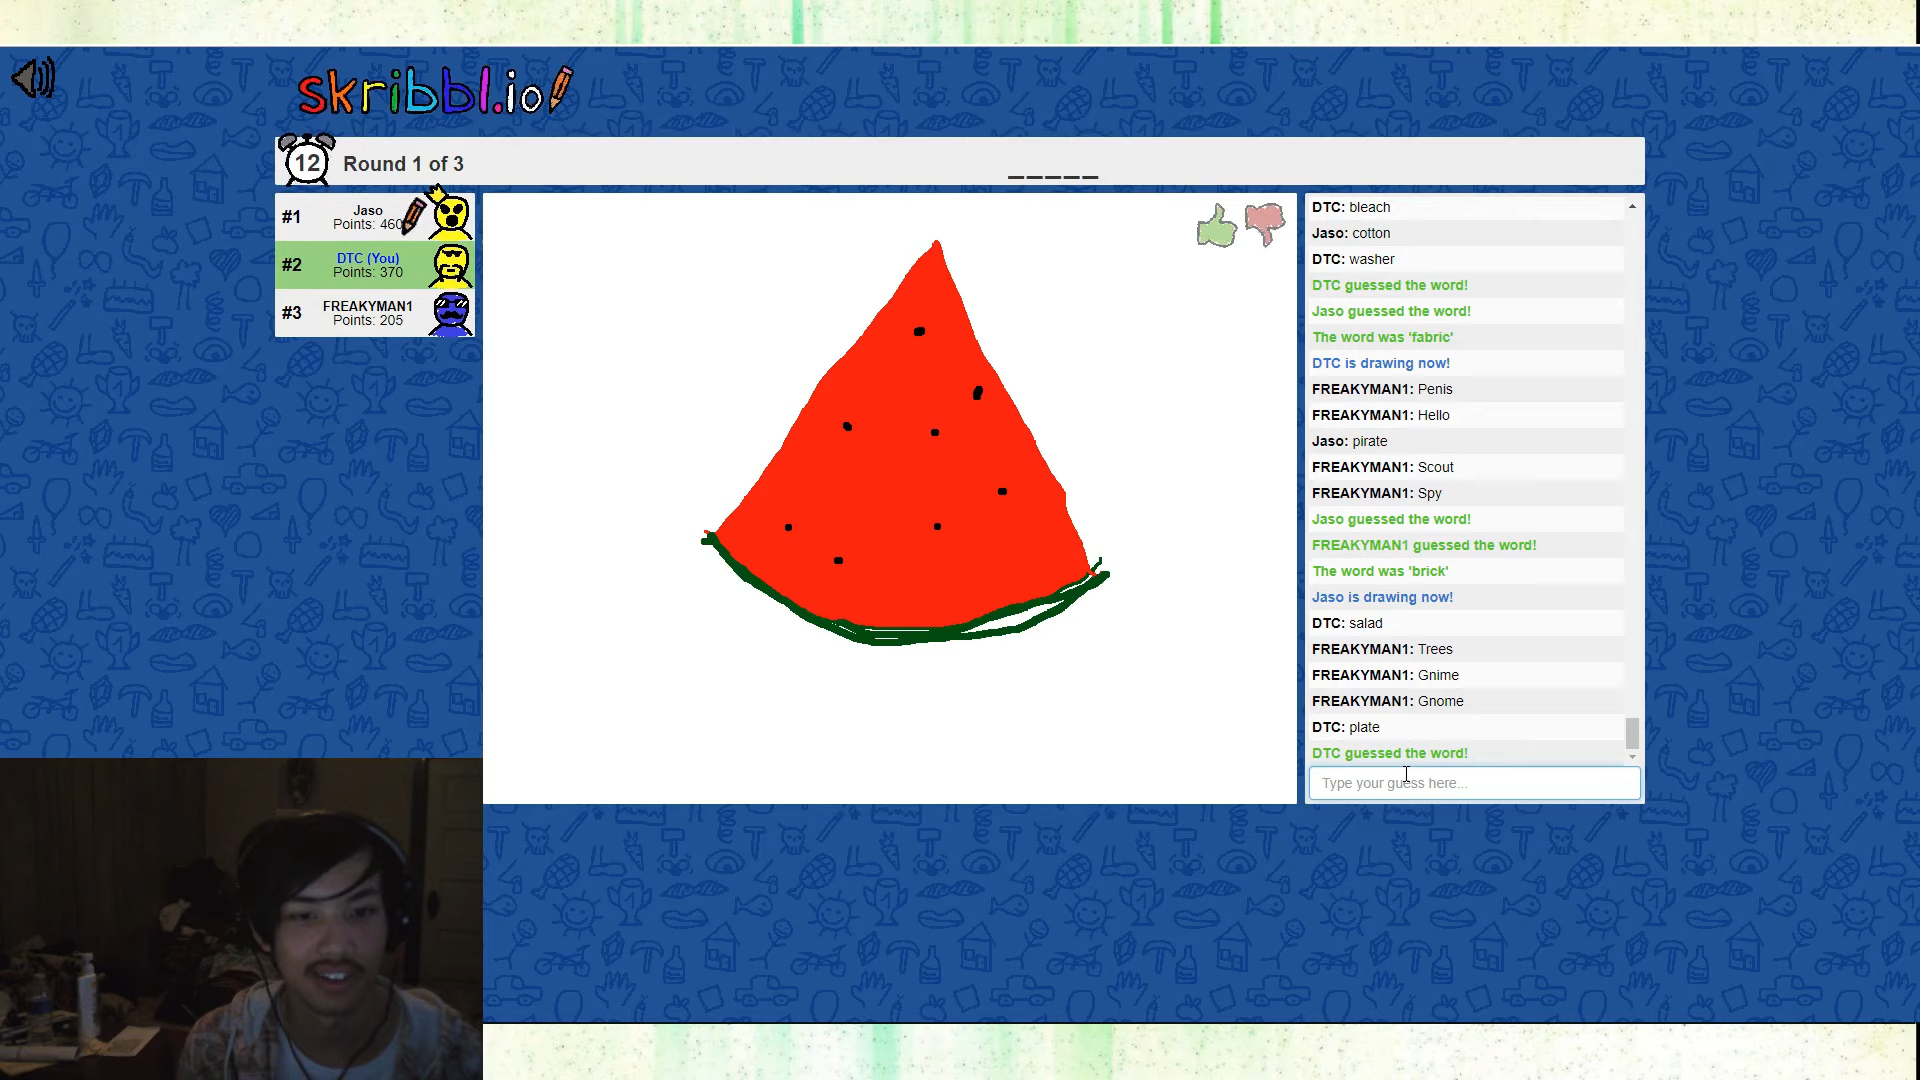 skribbl.io
12
Round 1 of 3
_____
#1
Jaso
Points: 460
#2
DTC (You)
Points: 370
#3
FREAKYMAN1
Points: 205
DTC: bleach
Jaso: cotton
DTC: washer
DTC guessed the word!
Jaso guessed the word!
The word was 'fabric'
DTC is drawing now!
FREAKYMAN1: Penis
FREAKYMAN1: Hello
Jaso: pirate
FREAKYMAN1: Scout
FREAKYMAN1: Spy
Jaso guessed the word!
FREAKYMAN1 guessed the word!
The word was 'brick'
Jaso is drawing now!
DTC: salad
FREAKYMAN1: Trees
FREAKYMAN1: Gnime
FREAKYMAN1: Gnome
DTC: plate
DTC guessed the word!
Type your guess here...